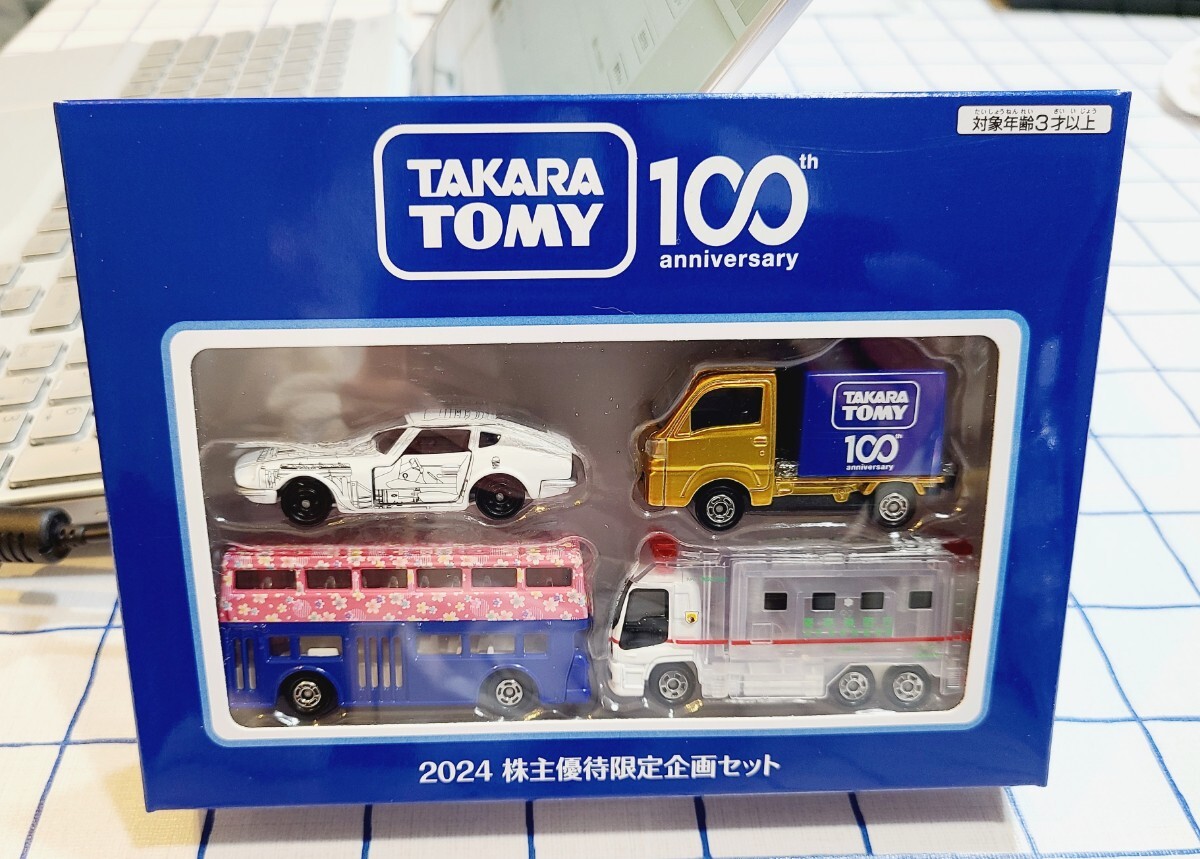 たいしょうねんれい さい いじょう
対象年齢3才以上
TAKARA
TOMY
100th
anniversary
TAKARA
TOMY
100th
anniversary
2024 株主優待限定企画セット